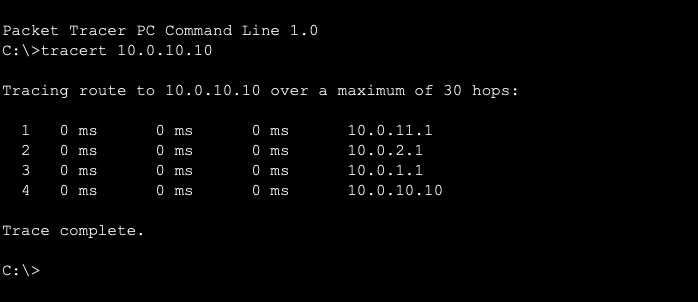 Packet Tracer PC Command Line 1.0
C:\>tracert 10.0.10.10
Tracing route to 10.0.10.10 over a maximum of 30 hops:
1 0 ms 0 ms 0 ms 10.0.11.1
2 0 ms 0 ms 0 ms 10.0.2.1
3 0 ms 0 ms 0 ms 10.0.1.1
4 0 ms 0 ms 0 ms 10.0.10.10
Trace complete.
C:\>